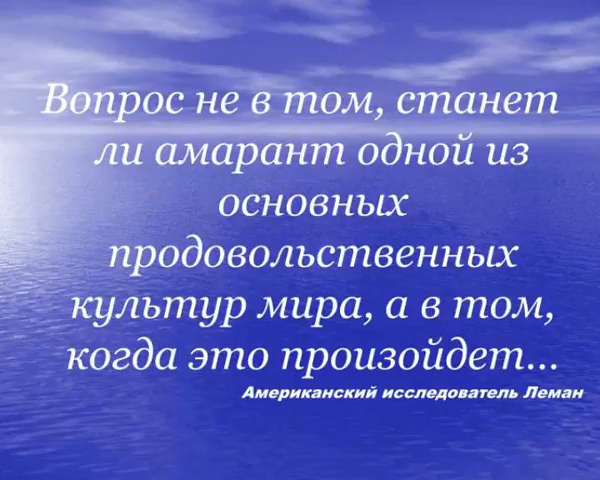 Вопрос не в том, станет
ли амарант одной из
основных
продовольственных
культур мира, а в том,
когда это произойдет...
Американский исследователь Леман